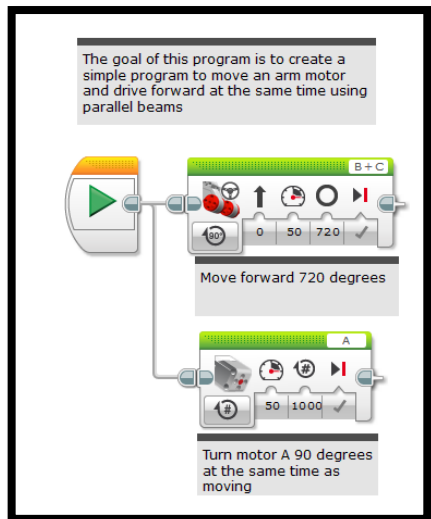 The goal of this program is to create a
simple program to move an arm motor
and drive forward at the same time using
parallel beams
B+C
90°
0 50 720
Move forward 720 degrees
A
#
# 50 1000
Turn motor A 90 degrees
at the same time as
moving